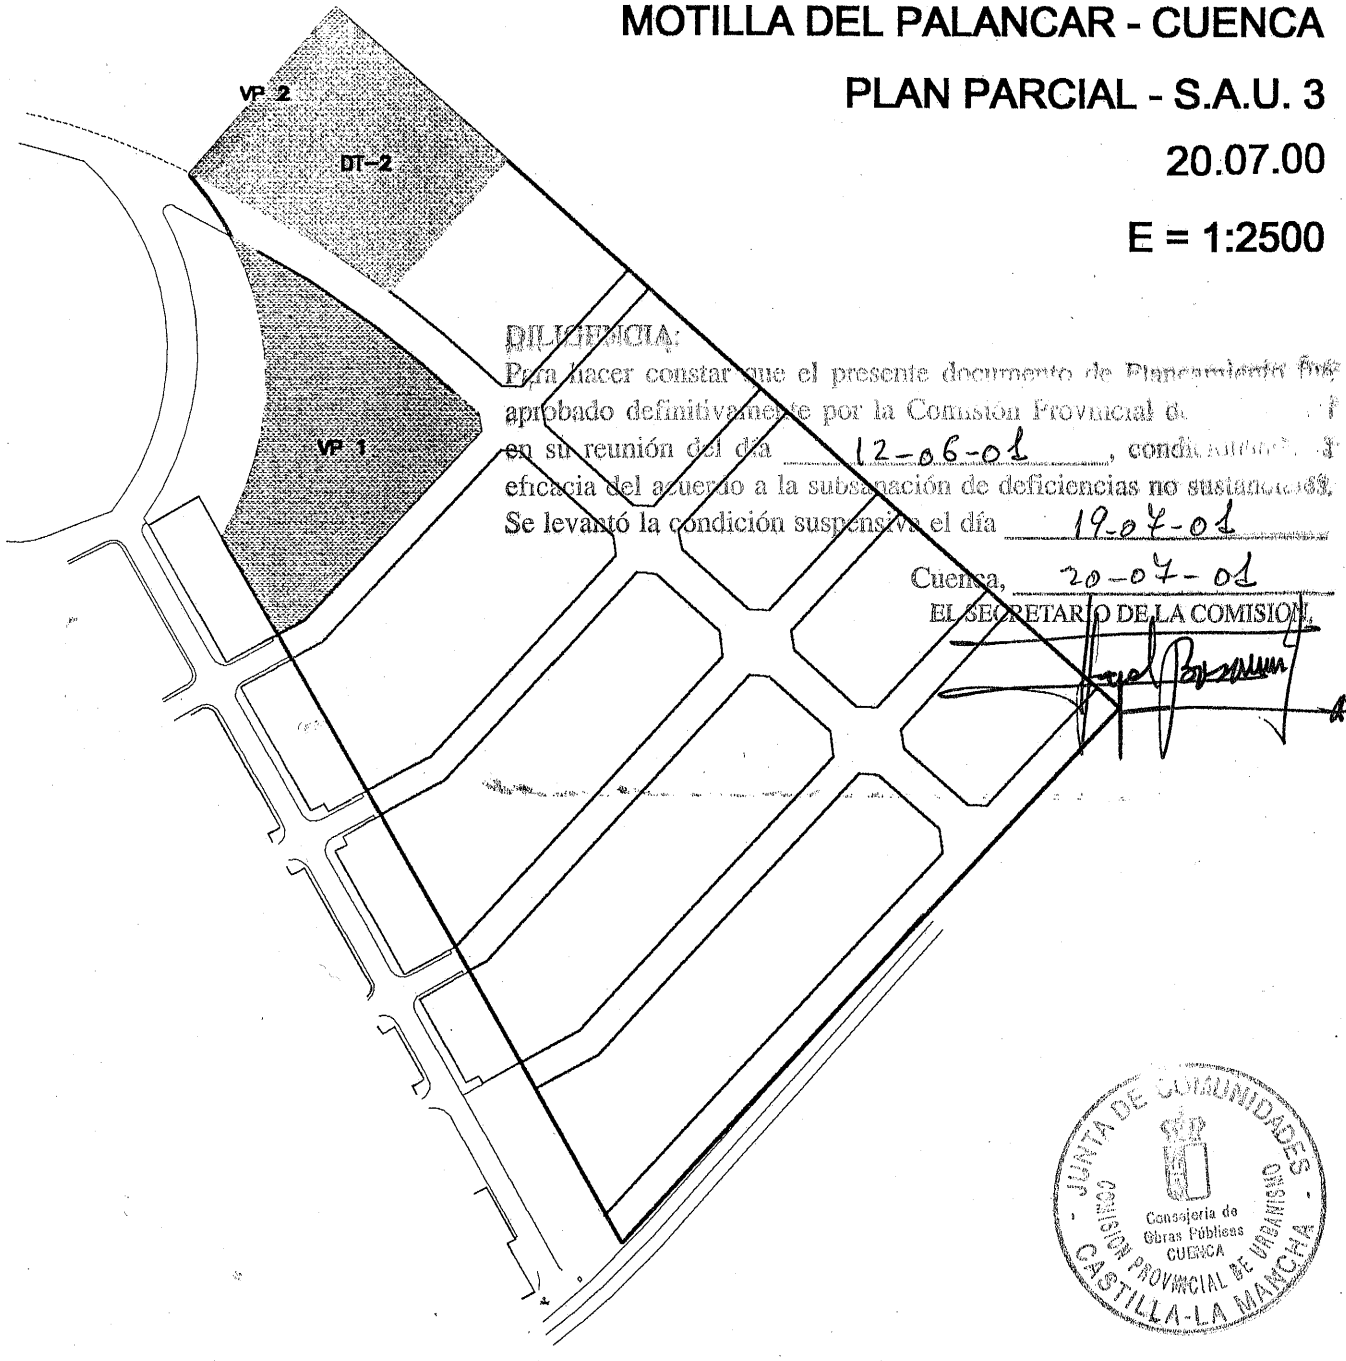 MOTILLA DEL PALANCAR - CUENCA
PLAN PARCIAL - S.A.U. 3
20.07.00
E = 1:2500
VP 2
DT-2
VP 1
DILIGENCIA:
Para hacer constar que el presente documento de Planeamiento fue
aprobado definitivamente por la Comisión Provincial de
en su reunión del día 12-06-01,
eficacia del acuerdo a la subsanación de deficiencias no sustanciales.
Se levantó la condición suspensiva el día 19-07-01
Cuenca, 20-07-01
EL SECRETARIO DE LA COMISION,
JUNTA DE COMUNIDADES
CASTILLA-LA MANCHA
COMISION PROVINCIAL DE URBANISMO
Consejería de
Obras Públicas
CUENCA